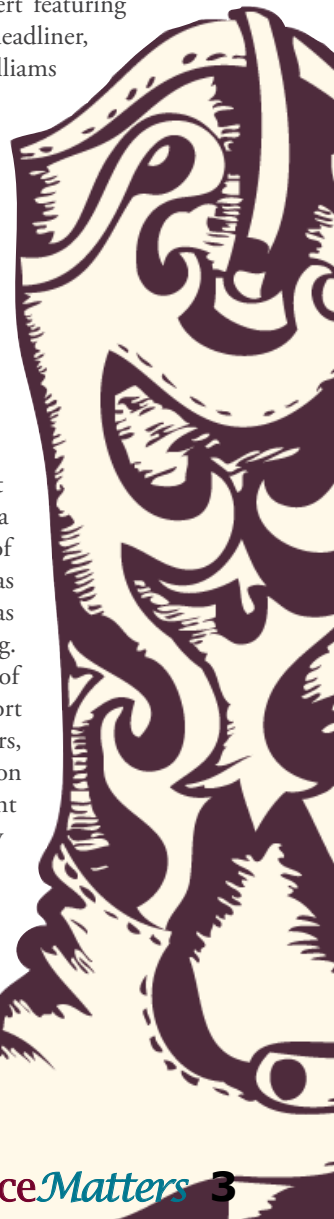 ert featuring
eadliner,
lliams
t
a
of
as
as
g.
of
ort
rs,
on
nt
y
ceMatters 3